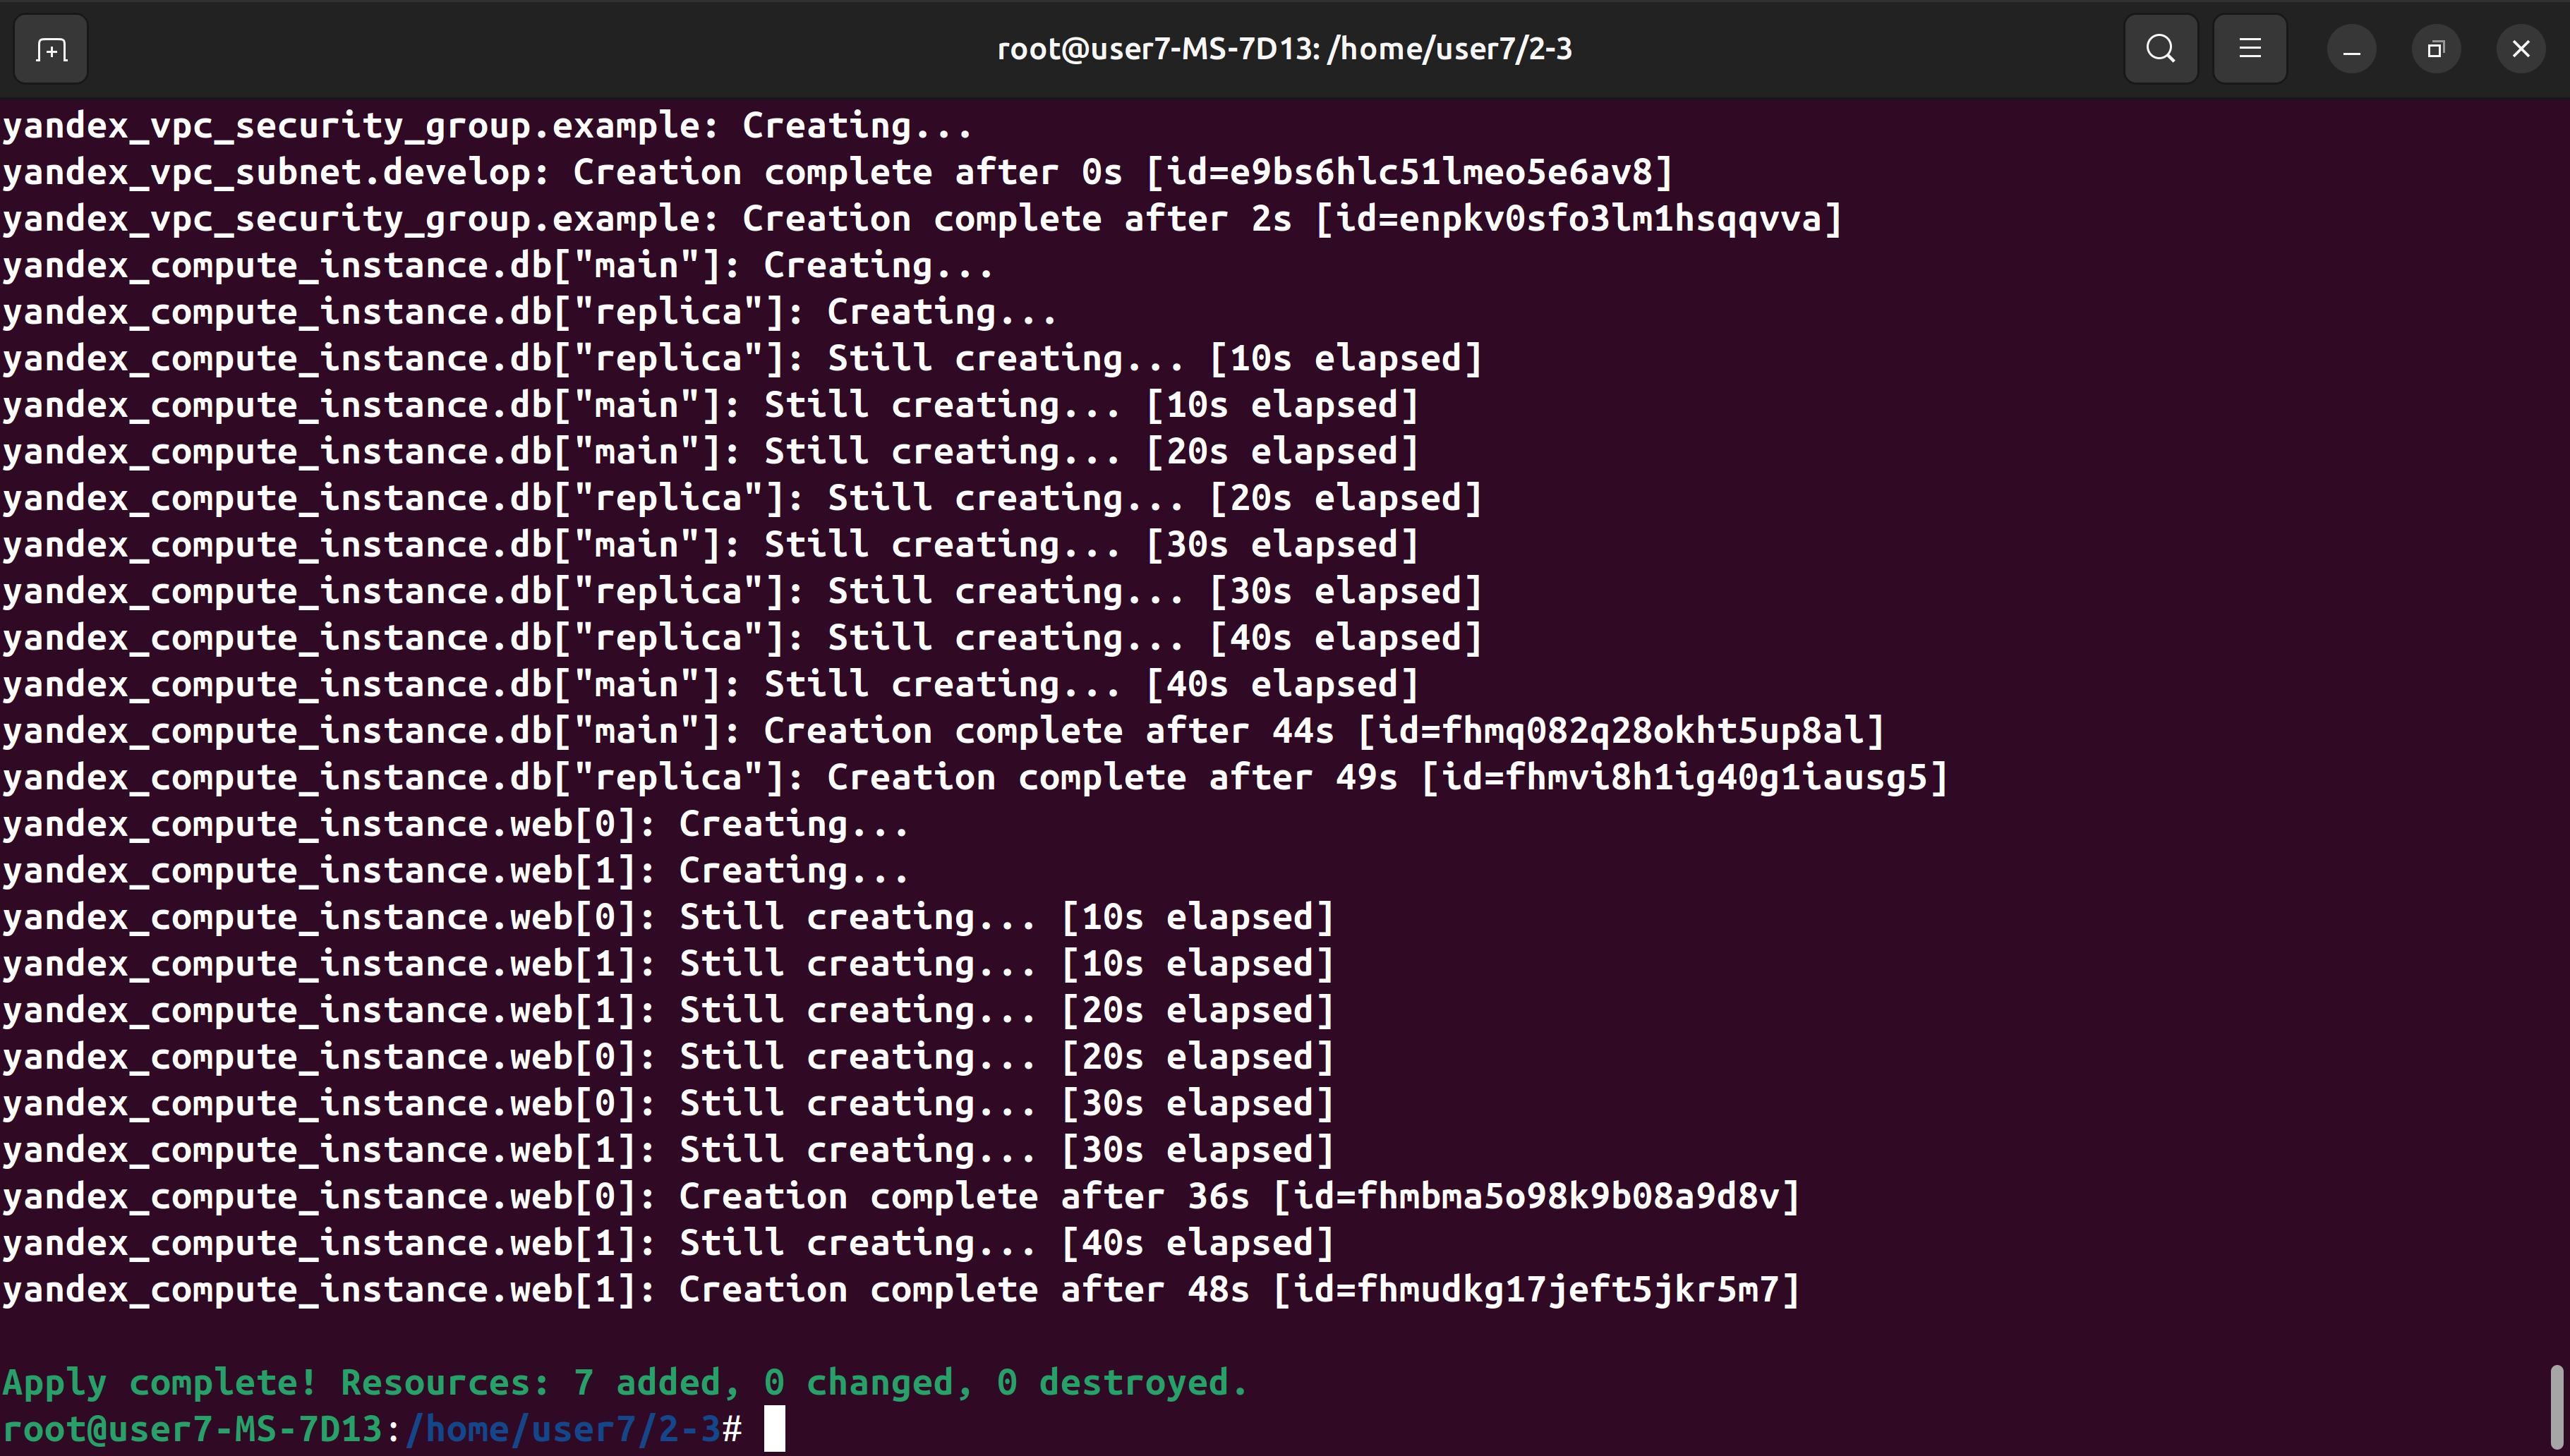 root@user7-MS-7D13: /home/user7/2-3
yandex_vpc_security_group.example: Creating...
yandex_vpc_subnet.develop: Creation complete after 0s [id=e9bs6hlc51lmeo5e6av8]
yandex_vpc_security_group.example: Creation complete after 2s [id=enpkv0sfo3lm1hsqqvva]
yandex_compute_instance.db["main"]: Creating...
yandex_compute_instance.db["replica"]: Creating...
yandex_compute_instance.db["replica"]: Still creating... [10s elapsed]
yandex_compute_instance.db["main"]: Still creating... [10s elapsed]
yandex_compute_instance.db["main"]: Still creating... [20s elapsed]
yandex_compute_instance.db["replica"]: Still creating... [20s elapsed]
yandex_compute_instance.db["main"]: Still creating... [30s elapsed]
yandex_compute_instance.db["replica"]: Still creating... [30s elapsed]
yandex_compute_instance.db["replica"]: Still creating... [40s elapsed]
yandex_compute_instance.db["main"]: Still creating... [40s elapsed]
yandex_compute_instance.db["main"]: Creation complete after 44s [id=fhmq082q28okht5up8al]
yandex_compute_instance.db["replica"]: Creation complete after 49s [id=fhmvi8h1ig40g1iausg5]
yandex_compute_instance.web[0]: Creating...
yandex_compute_instance.web[1]: Creating...
yandex_compute_instance.web[0]: Still creating... [10s elapsed]
yandex_compute_instance.web[1]: Still creating... [10s elapsed]
yandex_compute_instance.web[1]: Still creating... [20s elapsed]
yandex_compute_instance.web[0]: Still creating... [20s elapsed]
yandex_compute_instance.web[0]: Still creating... [30s elapsed]
yandex_compute_instance.web[1]: Still creating... [30s elapsed]
yandex_compute_instance.web[0]: Creation complete after 36s [id=fhmbma5o98k9b08a9d8v]
yandex_compute_instance.web[1]: Still creating... [40s elapsed]
yandex_compute_instance.web[1]: Creation complete after 48s [id=fhmudkg17jeft5jkr5m7]
Apply complete! Resources: 7 added, 0 changed, 0 destroyed.
root@user7-MS-7D13:/home/user7/2-3#